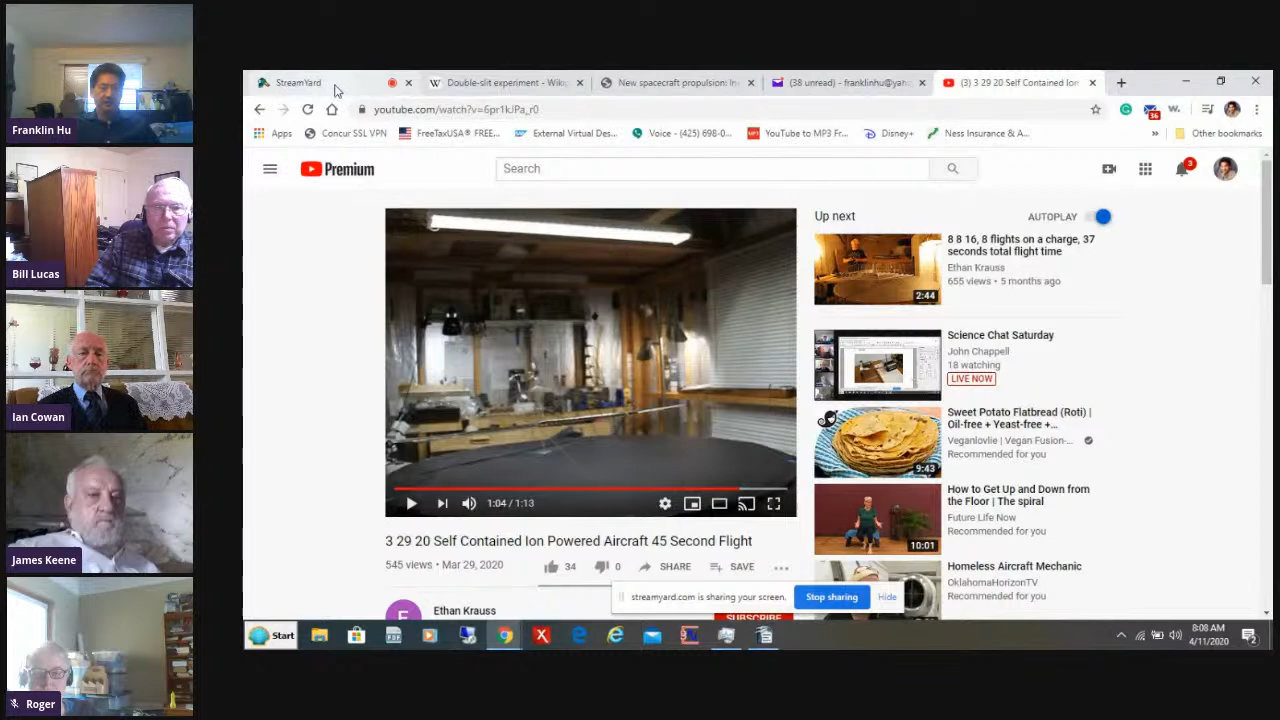 Franklin Hu
Bill Lucas
Ian Cowan
James Keene
Roger
StreamYard
Double-slit experiment - Wiki
New spacecraft propulsion: In
(38 unread) - franklinhu@yaho
(3) 3 29 20 Self Contained Ion
youtube.com/watch?v=6pr1kJPa_r0
36
Apps
Concur SSL VPN
FreeTaxUSA® FREE...
External Virtual Des...
Voice - (425) 698-0...
YouTube to MP3 Fr...
Disney+
Ness Insurance & A...
»
Other bookmarks
Premium
Search
3
Up next
AUTOPLAY
8 8 16, 8 flights on a charge, 37
seconds total flight time
Ethan Krauss
655 views • 5 months ago
2:44
Science Chat Saturday
John Chappell
18 watching
LIVE NOW
Sweet Potato Flatbread (Roti) |
Oil-free + Yeast-free +...
Veganlovlie | Vegan Fusion-...
Recommended for you
9:43
How to Get Up and Down from
the Floor | The spiral
Future Life Now
Recommended for you
10:01
Homeless Aircraft Mechanic
OklahomaHorizonTV
Recommended for you
1:04 / 1:13
3 29 20 Self Contained Ion Powered Aircraft 45 Second Flight
545 views • Mar 29, 2020
34
0
SHARE
SAVE
E
Ethan Krauss
SUBSCRIBE
streamyard.com is sharing your screen.
Stop sharing
Hide
Start
8:08 AM
4/11/2020
2